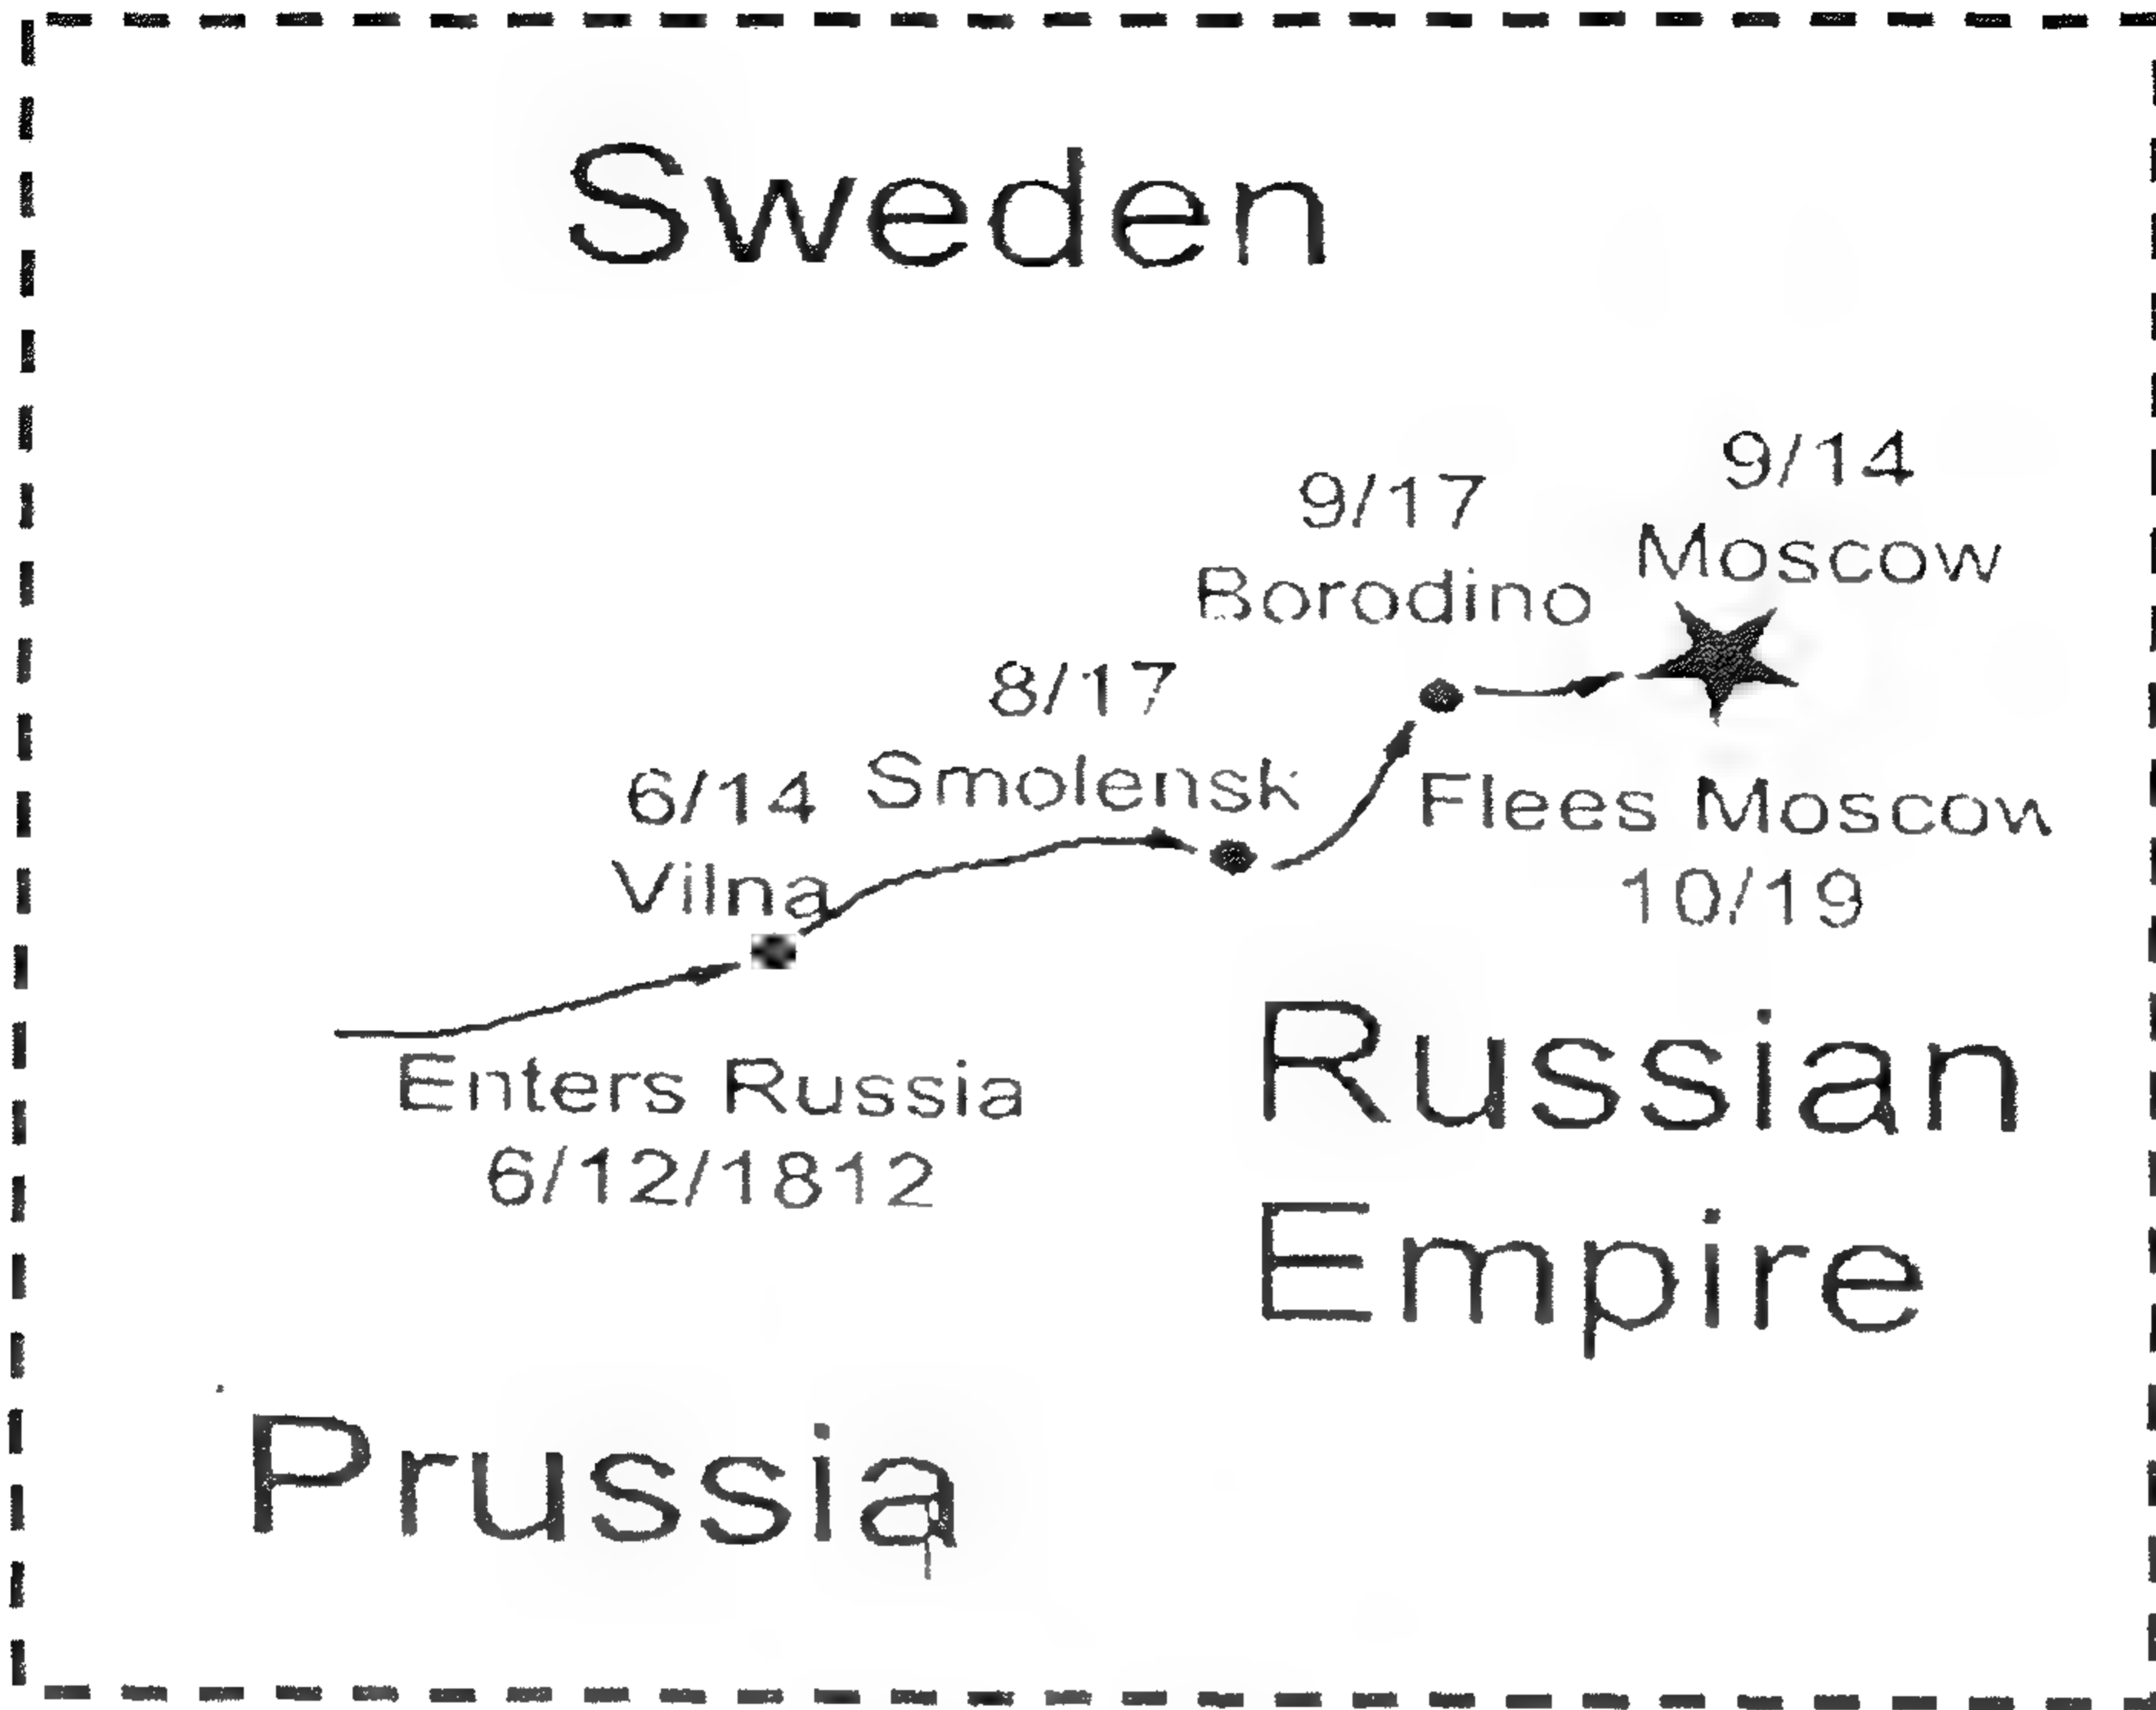 Sweden
9/14
Moscow
9/17
Borodino
8/17
Smolensk
6/14
Vilna
Flees Moscow
10/19
Enters Russia
6/12/1812
Russian
Empire
Prussia